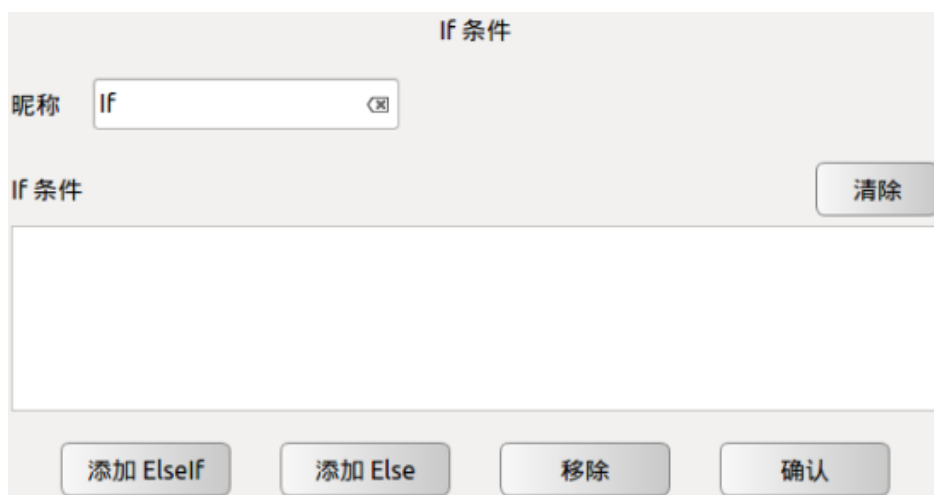 If 条件
昵称 If
If 条件 清除
添加 ElseIf 添加 Else 移除 确认